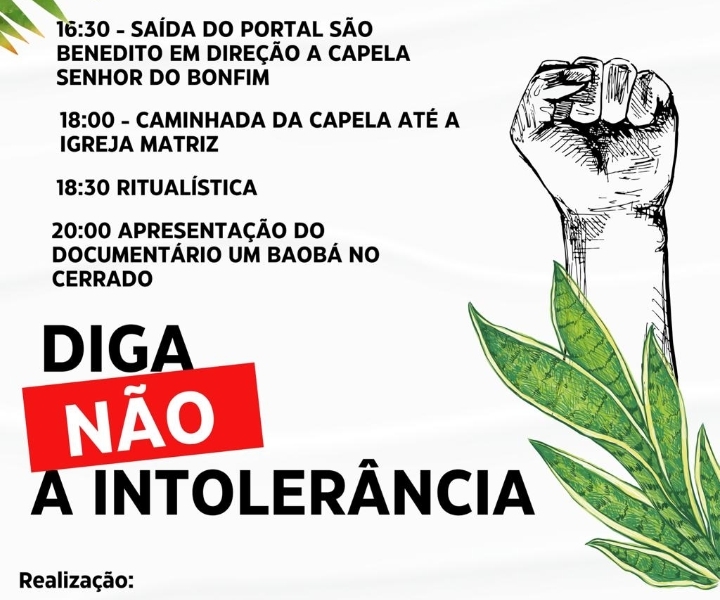 16:30 - SAÍDA DO PORTAL SÃO
BENEDITO EM DIREÇÃO A CAPELA
SENHOR DO BONFIM
18:00 - CAMINHADA DA CAPELA ATÉ A
IGREJA MATRIZ
18:30 RITUALÍSTICA
20:00 APRESENTAÇÃO DO
DOCUMENTÁRIO UM BAOBÁ NO
CERRADO
DIGA
NÃO
A INTOLERÂNCIA
Realização: